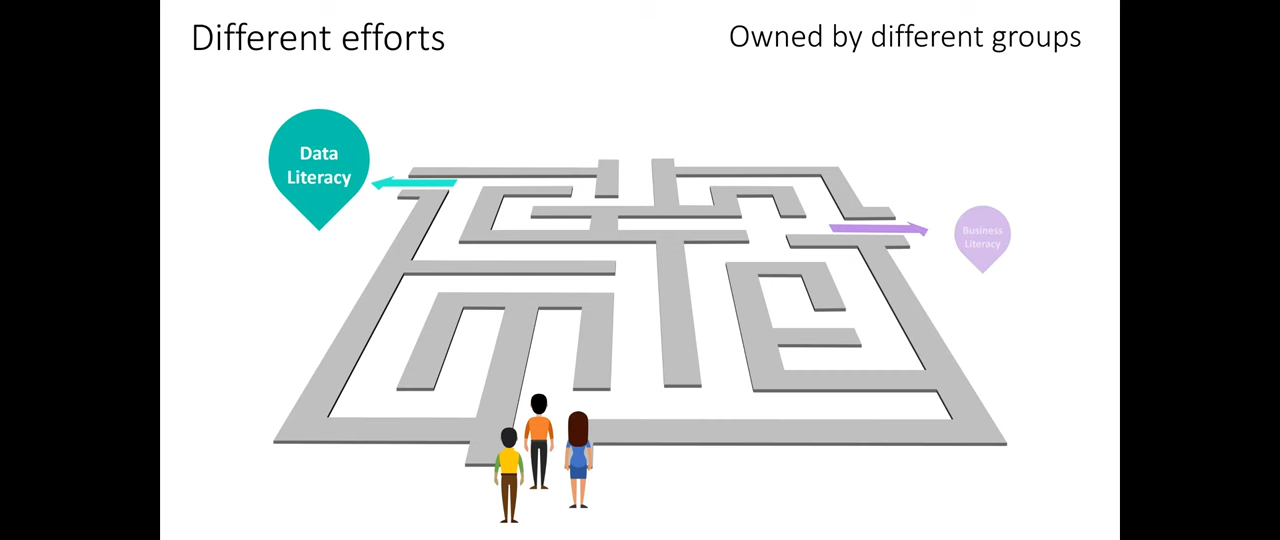 Different efforts
Owned by different groups
Data
Literacy
Business
Literacy